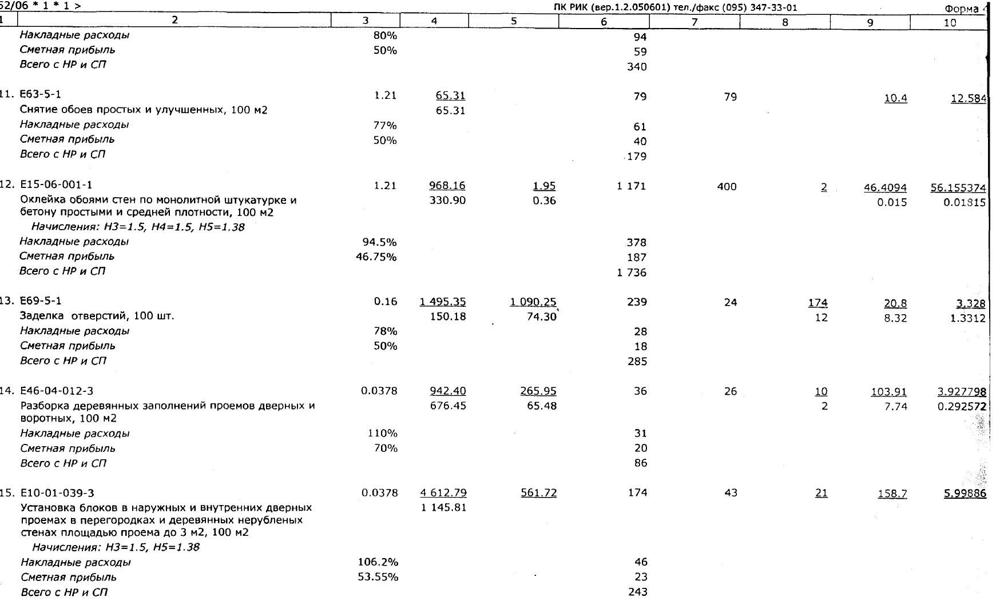 52/06 * 1 * 1 > ПК РИК (вер.1.2.050601) тел./факс (095) 347-33-01 Форма 4
1 2 3 4 5 6 7 8 9 10
Накладные расходы 80% 94
Сметная прибыль 50% 59
Всего с НР и СП 340
11. Е63-5-1 1.21 65.31 79 79 10.4 12.584
Снятие обоев простых и улучшенных, 100 м2 65.31
Накладные расходы 77% 61
Сметная прибыль 50% 40
Всего с НР и СП 179
12. Е15-06-001-1 1.21 968.16 1.95 1 171 400 2 46.4094 56.155374
Оклейка обоями стен по монолитной штукатурке и 330.90 0.36 0.015 0.01815
бетону простыми и средней плотности, 100 м2
Начисления: Н3=1.5, Н4=1.5, Н5=1.38
Накладные расходы 94.5% 378
Сметная прибыль 46.75% 187
Всего с НР и СП 1 736
13. Е69-5-1 0.16 1 495.35 1 090.25 239 24 174 20.8 3.328
Заделка отверстий, 100 шт. 150.18 74.30 12 8.32 1.3312
Накладные расходы 78% 28
Сметная прибыль 50% 18
Всего с НР и СП 285
14. Е46-04-012-3 0.0378 942.40 265.95 36 26 10 103.91 3.927798
Разборка деревянных заполнений проемов дверных и 676.45 65.48 2 7.74 0.292572
воротных, 100 м2
Накладные расходы 110% 31
Сметная прибыль 70% 20
Всего с НР и СП 86
15. Е10-01-039-3 0.0378 4 612.79 561.72 174 43 21 158.7 5.99886
Установка блоков в наружных и внутренних дверных 1 145.81
проемах в перегородках и деревянных нерубленых
стенах площадью проема до 3 м2, 100 м2
Начисления: Н3=1.5, Н5=1.38
Накладные расходы 106.2% 46
Сметная прибыль 53.55% 23
Всего с НР и СП 243